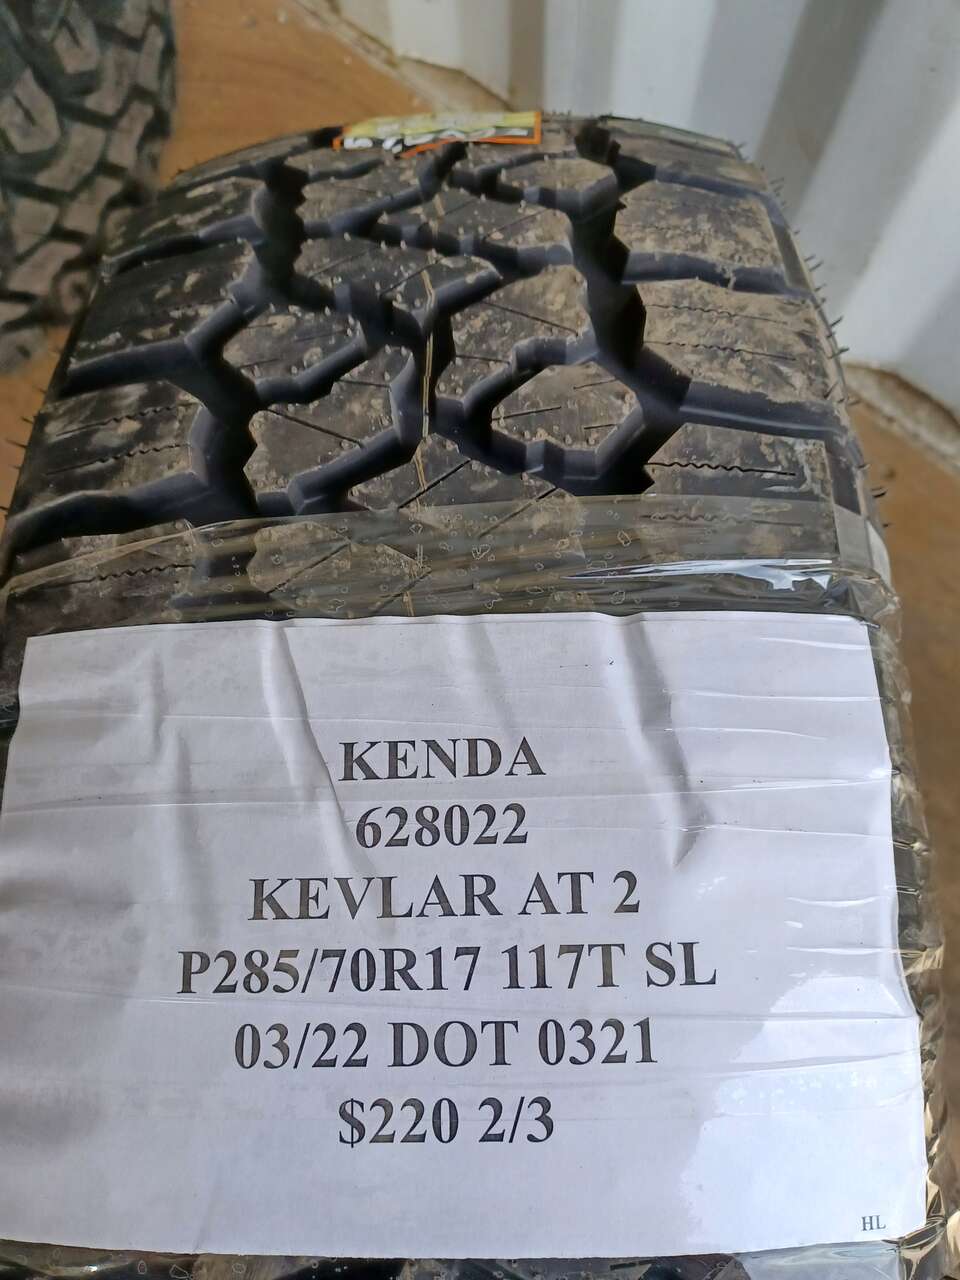 KENDA
628022
KEVLAR AT 2
P285/70R17 117T SL
03/22 DOT 0321
$220 2/3
HL